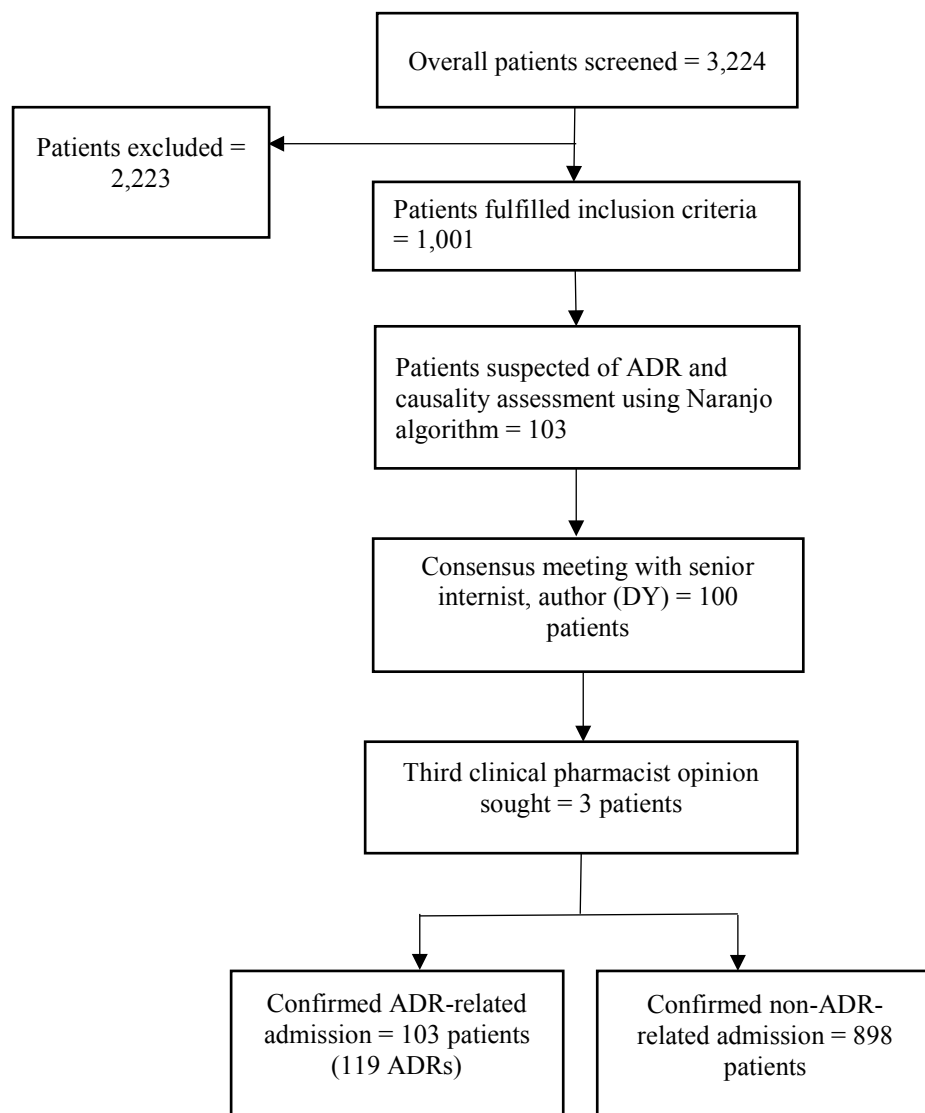 Overall patients screened = 3,224
Patients excluded =
2,223
Patients fulfilled inclusion criteria
= 1,001
Patients suspected of ADR and
causality assessment using Naranjo
algorithm = 103
Consensus meeting with senior
internist, author (DY) = 100
patients
Third clinical pharmacist opinion
sought = 3 patients
Confirmed ADR-related
admission = 103 patients
(119 ADRs)
Confirmed non-ADR-
related admission = 898
patients